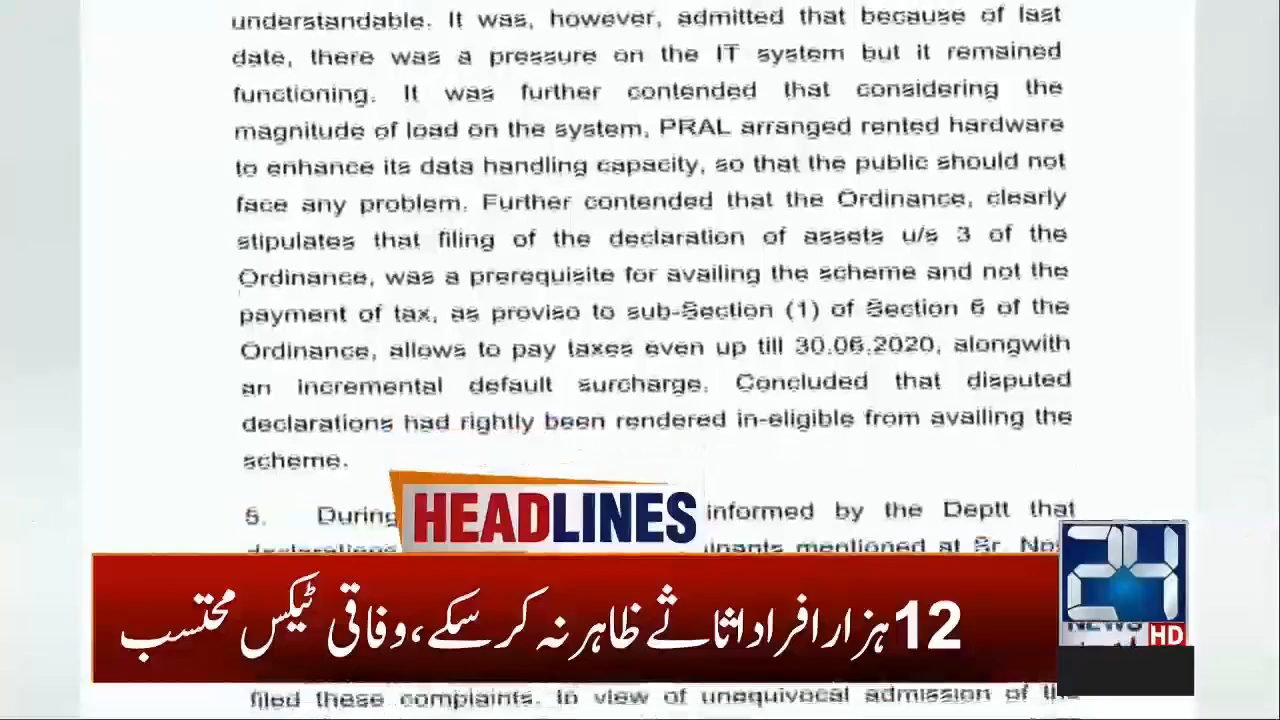 understandable. It was, however, admitted that because of last
date, there was a pressure on the IT system but it remained
functioning. It was further contended that considering the
magnitude of load on the system, PRAL arranged rented hardware
to enhance its data handling capacity, so that the public should not
face any problem. Further contended that the Ordinance, clearly
stipulates that filing of the declaration of assets u/s 3 of the
Ordinance, was a prerequisite for availing the scheme and not the
payment of tax, as proviso to sub-Section (1) of Section 6 of the
Ordinance, allows to pay taxes even up till 30.06.2020, alongwith
an incremental default surcharge. Concluded that disputed
declarations had rightly been rendered in-eligible from availing the
scheme.
5. During informed by the Deptt that
mentioned at Sr. Nos
HEADLINES
12 ہزار افراد اثاثے ظاہر نہ کر سکے، وفاقی ٹیکس محتسب
24
NEWS
HD
filed these complaints. In view of unequivocal admission of the